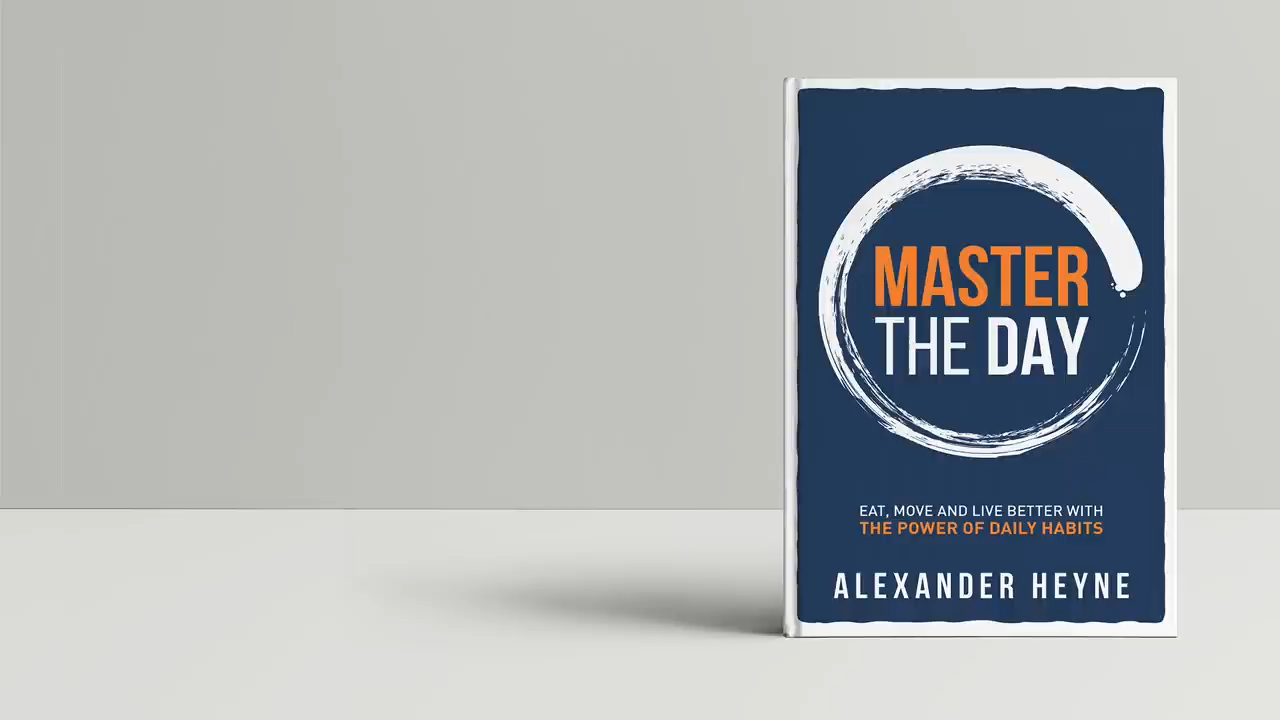 MASTER
THE DAY
EAT, MOVE AND LIVE BETTER WITH
THE POWER OF DAILY HABITS
ALEXANDER HEYNE